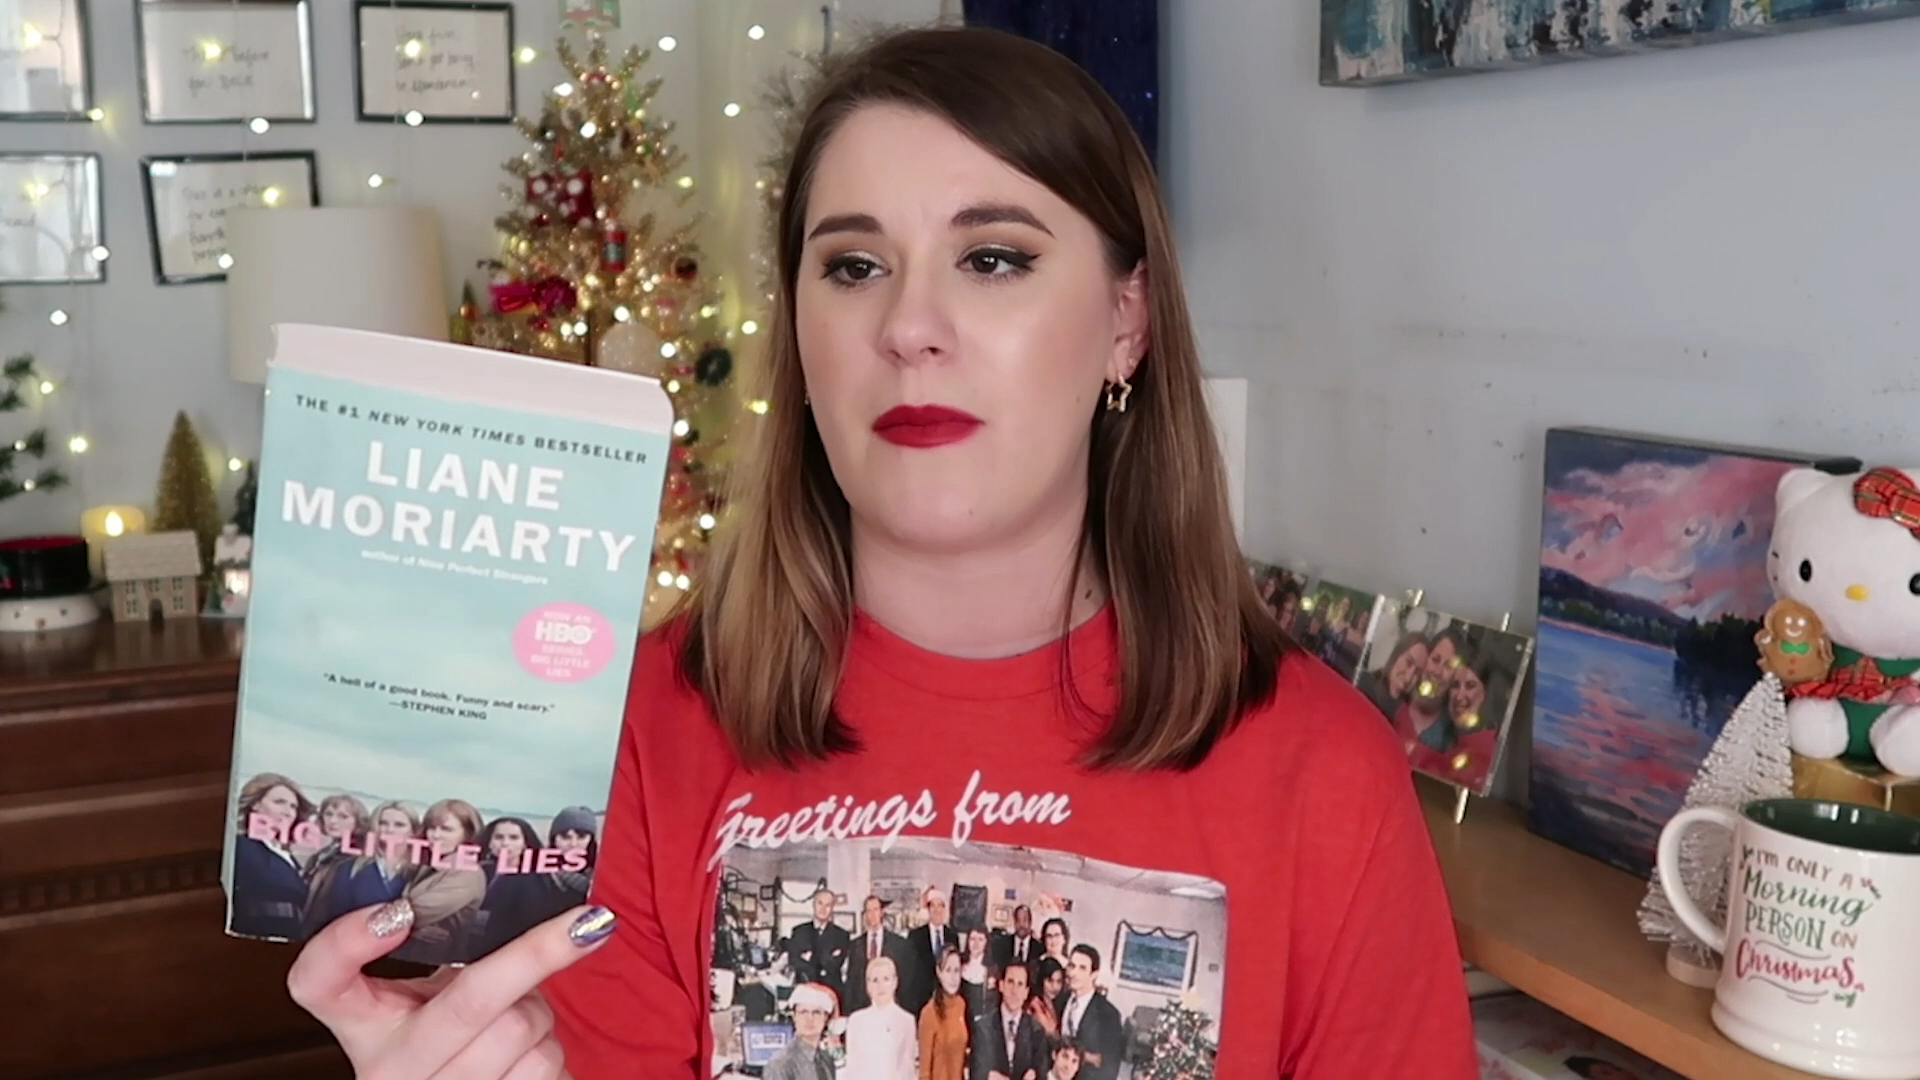 THE #1 NEW YORK TIMES BESTSELLER
LIANE
MORIARTY
author of Nine Perfect Strangers
NOW AN
HBO
SERIES
BIG LITTLE
LIES
"A hell of a good book. Funny and scary."
—STEPHEN KING
BIG LITTLE LIES
Greetings from
I'M ONLY A
Morning
PERSON ON
Christmas